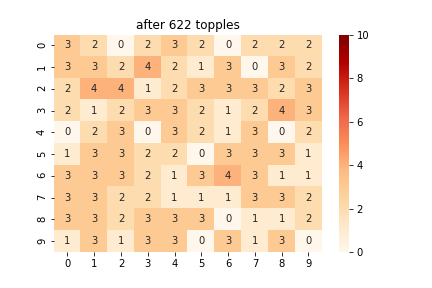 after 622 topples
0 3 2 0 2 3 2 0 2 2 2
1 3 3 2 4 2 1 3 0 3 2
2 2 4 4 1 2 3 3 3 2 3
3 2 1 2 3 3 2 1 2 4 3
4 0 2 3 0 3 2 1 3 0 2
5 1 3 3 2 2 0 3 3 3 1
6 3 3 3 2 1 3 4 3 1 1
7 3 3 2 2 1 1 1 3 3 2
8 3 3 2 3 3 3 0 1 1 2
9 1 3 1 3 3 0 3 1 3 0
0 1 2 3 4 5 6 7 8 9
10
8
6
4
2
0